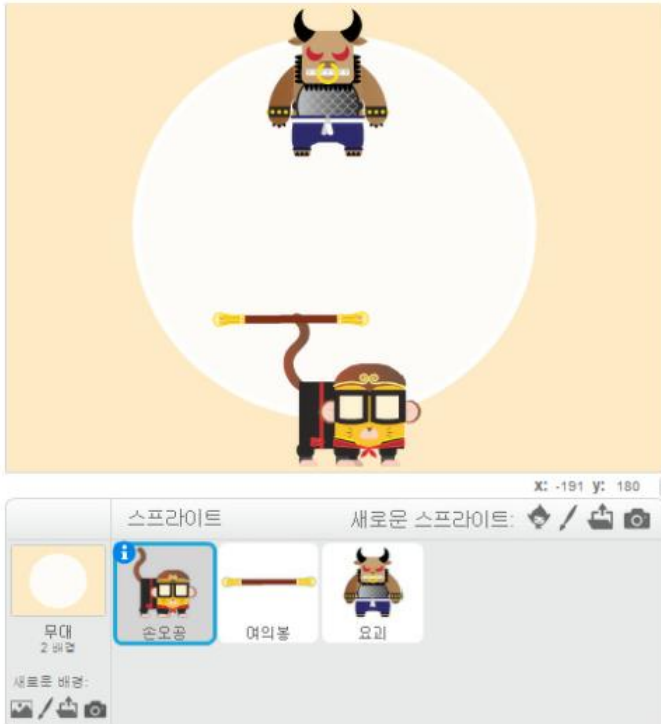 x: -191 y: 180
스프라이트 새로운 스프라이트:
손오공 여의봉 요괴
무대
2 배경
새로운 배경: